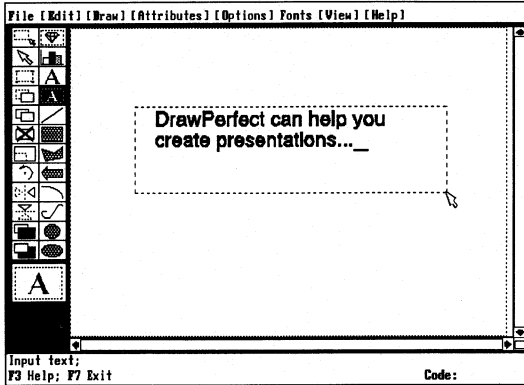 File [Edit] [Draw] [Attributes] [Options] Fonts [View] [Help]
A
A
DrawPerfect can help you
create presentations..._
A
Input text;
F3 Help; F7 Exit Code: